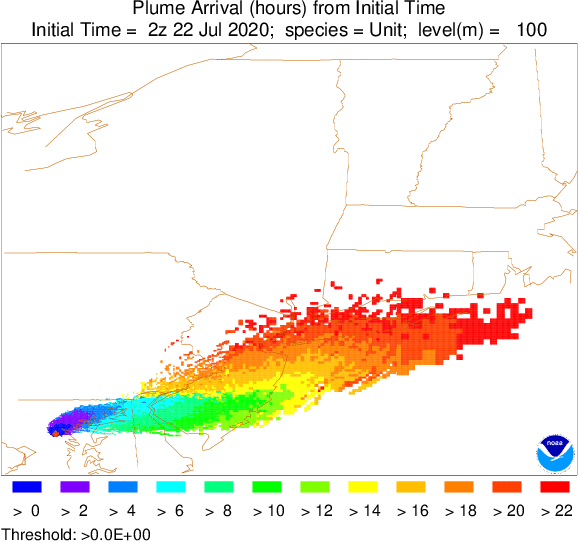 Plume Arrival (hours) from Initial Time
Initial Time = 2z 22 Jul 2020; species = Unit; level(m) = 100
noaa
> 0 > 2 > 4 > 6 > 8 > 10 > 12 > 14 > 16 > 18 > 20 > 22
Threshold: >0.0E+00